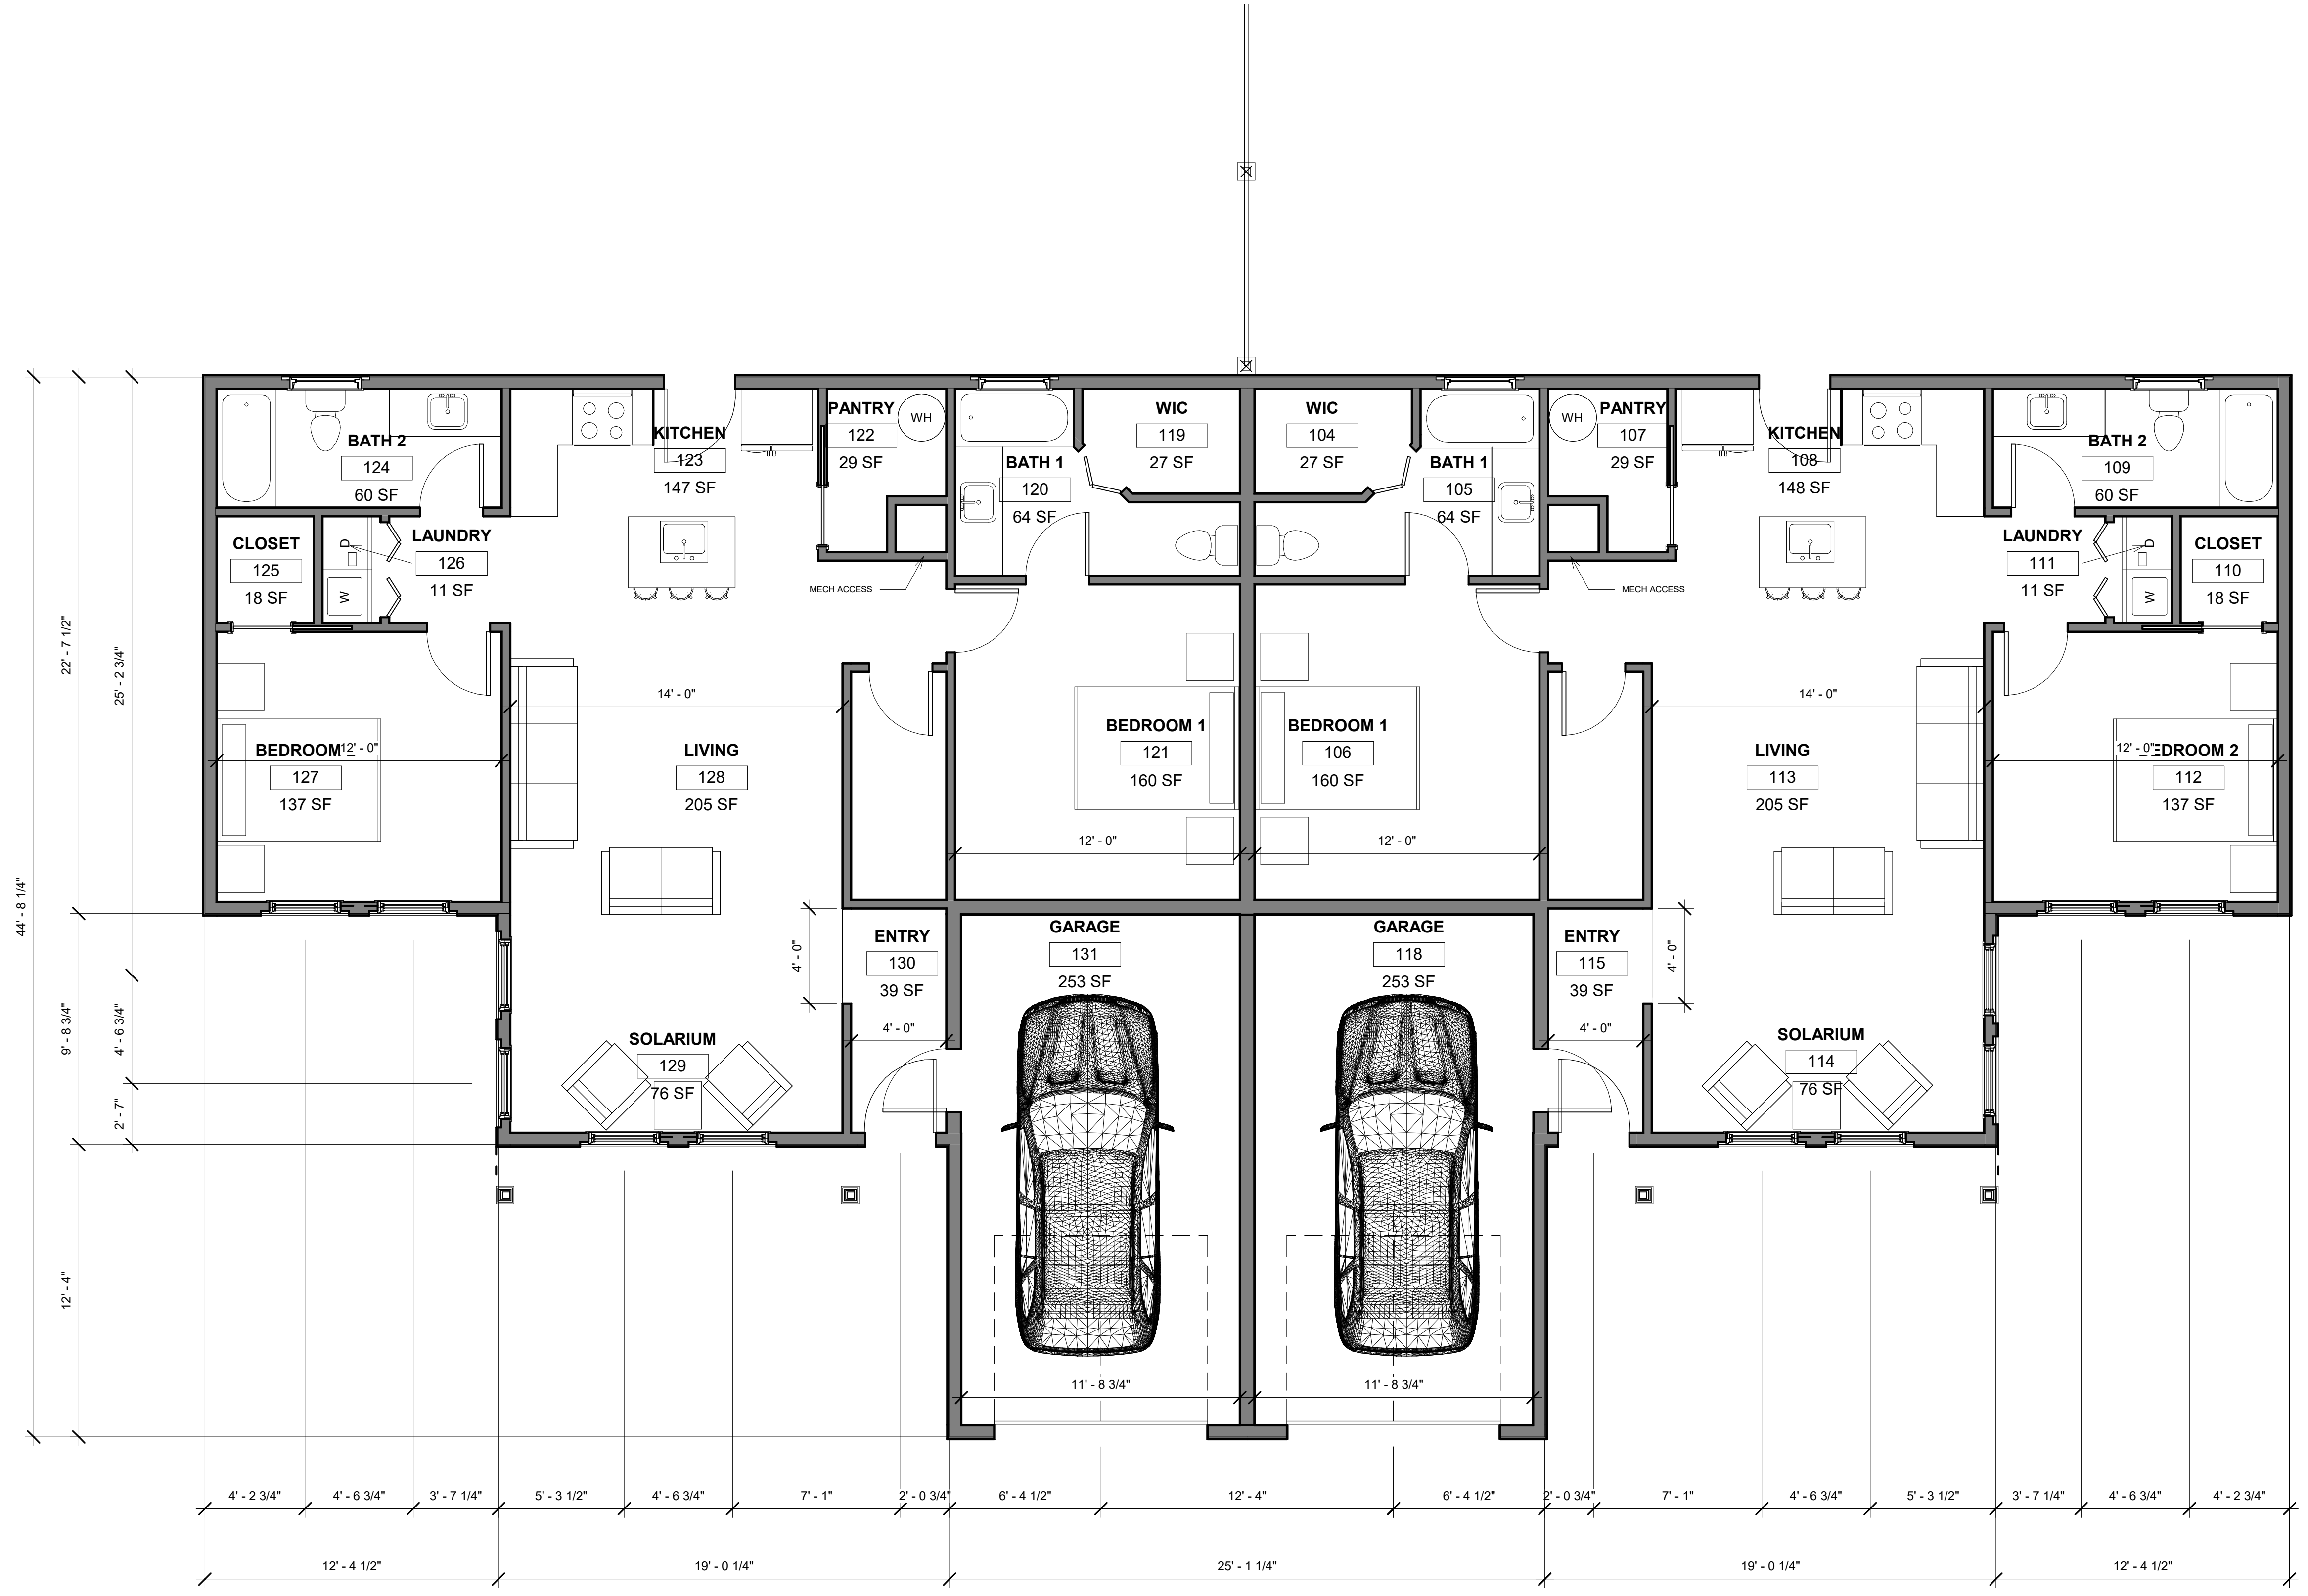 BATH 2
124
60 SF
KITCHEN
123
147 SF
PANTRY
122
29 SF
WH
BATH 1
120
64 SF
WIC
119
27 SF
WIC
104
27 SF
BATH 1
105
64 SF
WH
PANTRY
107
29 SF
KITCHEN
108
148 SF
BATH 2
109
60 SF
CLOSET
125
18 SF
D
W
LAUNDRY
126
11 SF
MECH ACCESS
MECH ACCESS
LAUNDRY
111
11 SF
D
W
CLOSET
110
18 SF
14' - 0"
14' - 0"
BEDROOM
12' - 0"
127
137 SF
LIVING
128
205 SF
BEDROOM 1
121
160 SF
BEDROOM 1
106
160 SF
LIVING
113
205 SF
12' - 0"
EDROOM 2
112
137 SF
12' - 0"
12' - 0"
ENTRY
130
39 SF
4' - 0"
4' - 0"
GARAGE
131
253 SF
GARAGE
118
253 SF
ENTRY
115
39 SF
4' - 0"
4' - 0"
SOLARIUM
129
76 SF
SOLARIUM
114
76 SF
11' - 8 3/4"
11' - 8 3/4"
44' - 8 1/4"
22' - 7 1/2"
9' - 8 3/4"
12' - 4"
25' - 2 3/4"
4' - 6 3/4"
2' - 7"
4' - 2 3/4"
4' - 6 3/4"
3' - 7 1/4"
5' - 3 1/2"
4' - 6 3/4"
7' - 1"
2' - 0 3/4"
6' - 4 1/2"
12' - 4"
6' - 4 1/2"
2' - 0 3/4"
7' - 1"
4' - 6 3/4"
5' - 3 1/2"
3' - 7 1/4"
4' - 6 3/4"
4' - 2 3/4"
12' - 4 1/2"
19' - 0 1/4"
25' - 1 1/4"
19' - 0 1/4"
12' - 4 1/2"